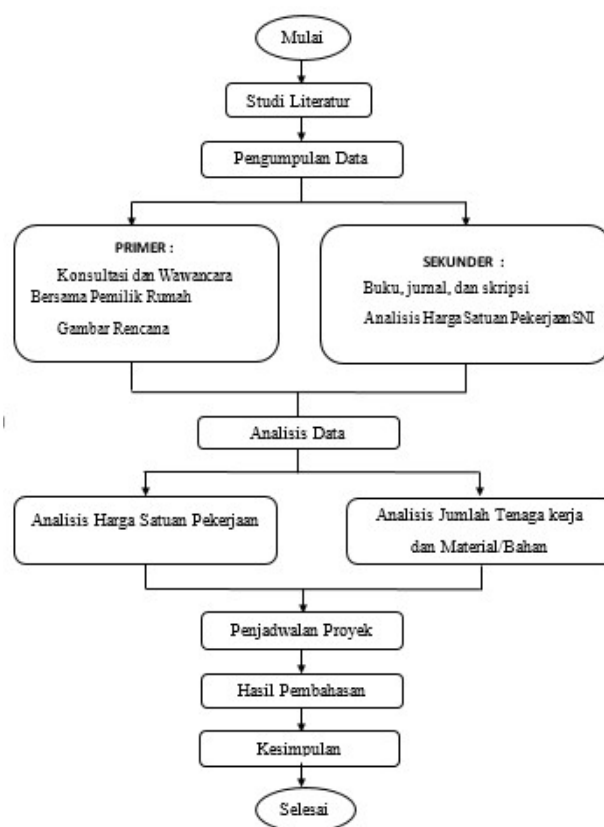 Mulai
Studi Literatur
Pengumpulan Data
PRIMER :
Konsultasi dan Wawancara
Bersama Pemilik Rumah
Gambar Rencana
SEKUNDER :
Buku, jurnal, dan skripsi
Analisis Harga Satuan Pekerjaan SNI
Analisis Data
Analisis Harga Satuan Pekerjaan
Analisis Jumlah Tenaga kerja
dan Material/Bahan
Penjadwalan Proyek
Hasil Pembahasan
Kesimpulan
Selesai